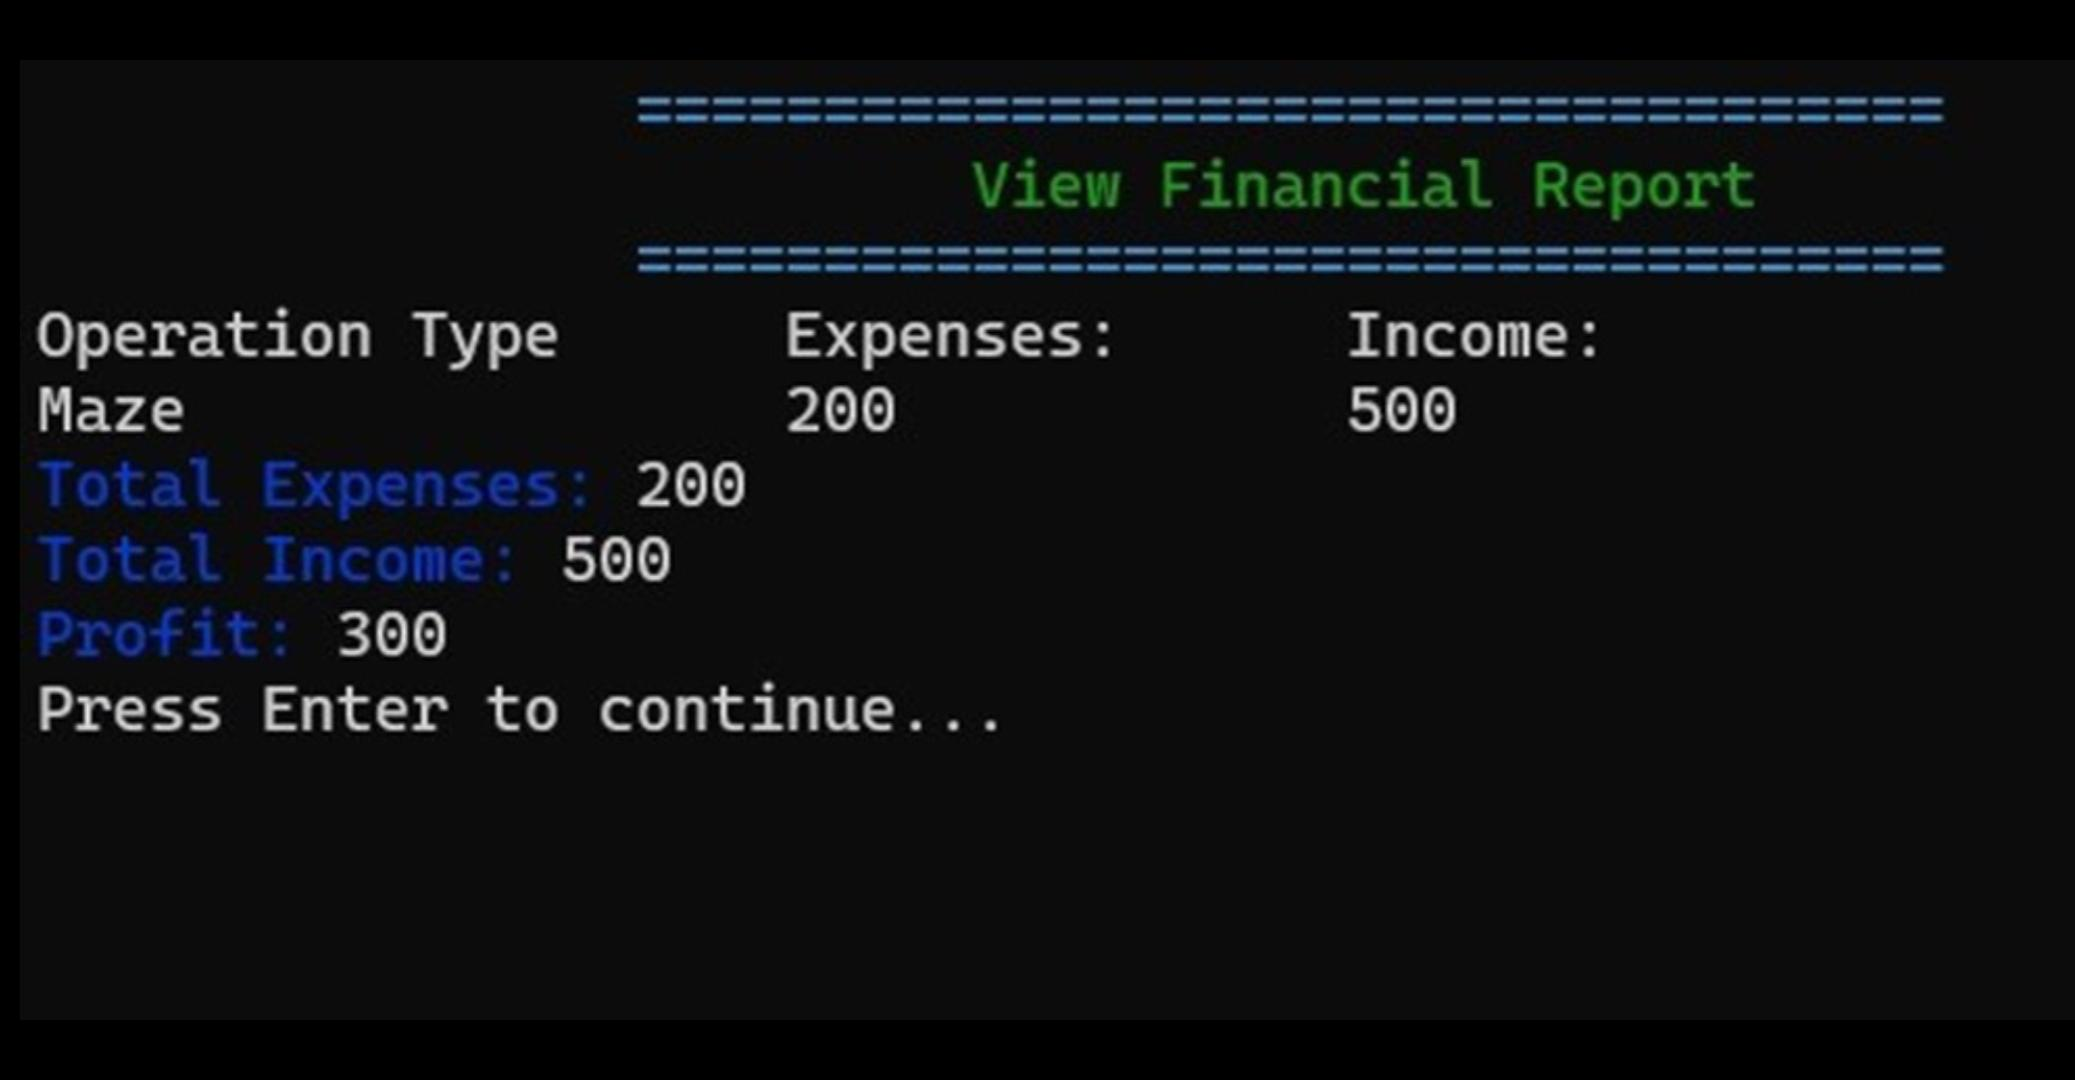 ===================================
View Financial Report
===================================
Operation Type Expenses: Income:
Maze 200 500
Total Expenses: 200
Total Income: 500
Profit: 300
Press Enter to continue...